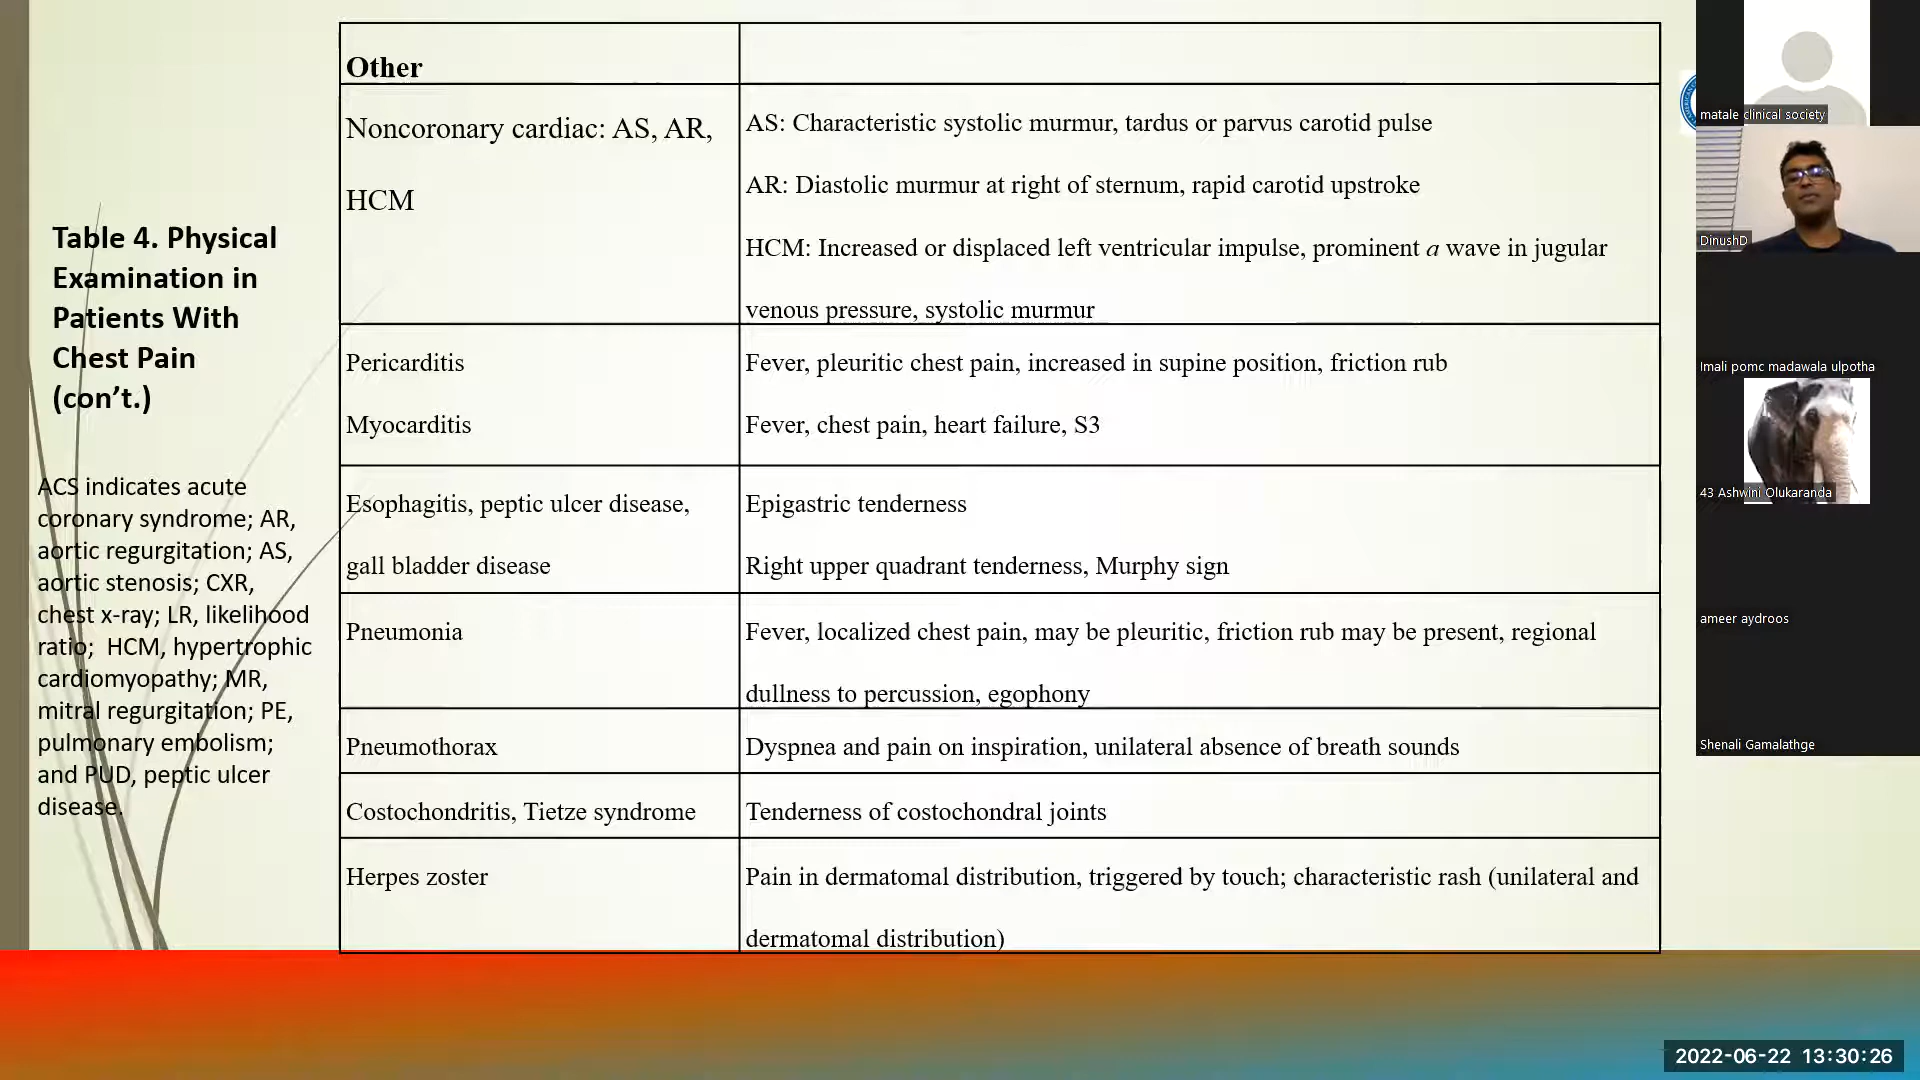 Table 4. Physical
Examination in
Patients With
Chest Pain
(con’t.)
ACS indicates acute
coronary syndrome; AR,
aortic regurgitation; AS,
aortic stenosis; CXR,
chest x-ray; LR, likelihood
ratio;  HCM, hypertrophic
cardiomyopathy; MR,
mitral regurgitation; PE,
pulmonary embolism;
and PUD, peptic ulcer
disease.
Other
Noncoronary cardiac: AS, AR,
HCM
AS: Characteristic systolic murmur, tardus or parvus carotid pulse
AR: Diastolic murmur at right of sternum, rapid carotid upstroke
HCM: Increased or displaced left ventricular impulse, prominent a wave in jugular
venous pressure, systolic murmur
Pericarditis
Fever, pleuritic chest pain, increased in supine position, friction rub
Myocarditis
Fever, chest pain, heart failure, S3
Esophagitis, peptic ulcer disease,
gall bladder disease
Epigastric tenderness
Right upper quadrant tenderness, Murphy sign
Pneumonia
Fever, localized chest pain, may be pleuritic, friction rub may be present, regional
dullness to percussion, egophony
Pneumothorax
Dyspnea and pain on inspiration, unilateral absence of breath sounds
Costochondritis, Tietze syndrome
Tenderness of costochondral joints
Herpes zoster
Pain in dermatomal distribution, triggered by touch; characteristic rash (unilateral and
dermatomal distribution)
matale clinical society
DinushD
Imali pomc madawala ulpotha
43 Ashwini Olukaranda
ameer aydroos
Shenali Gamalathge
2022-06-22 13:30:26